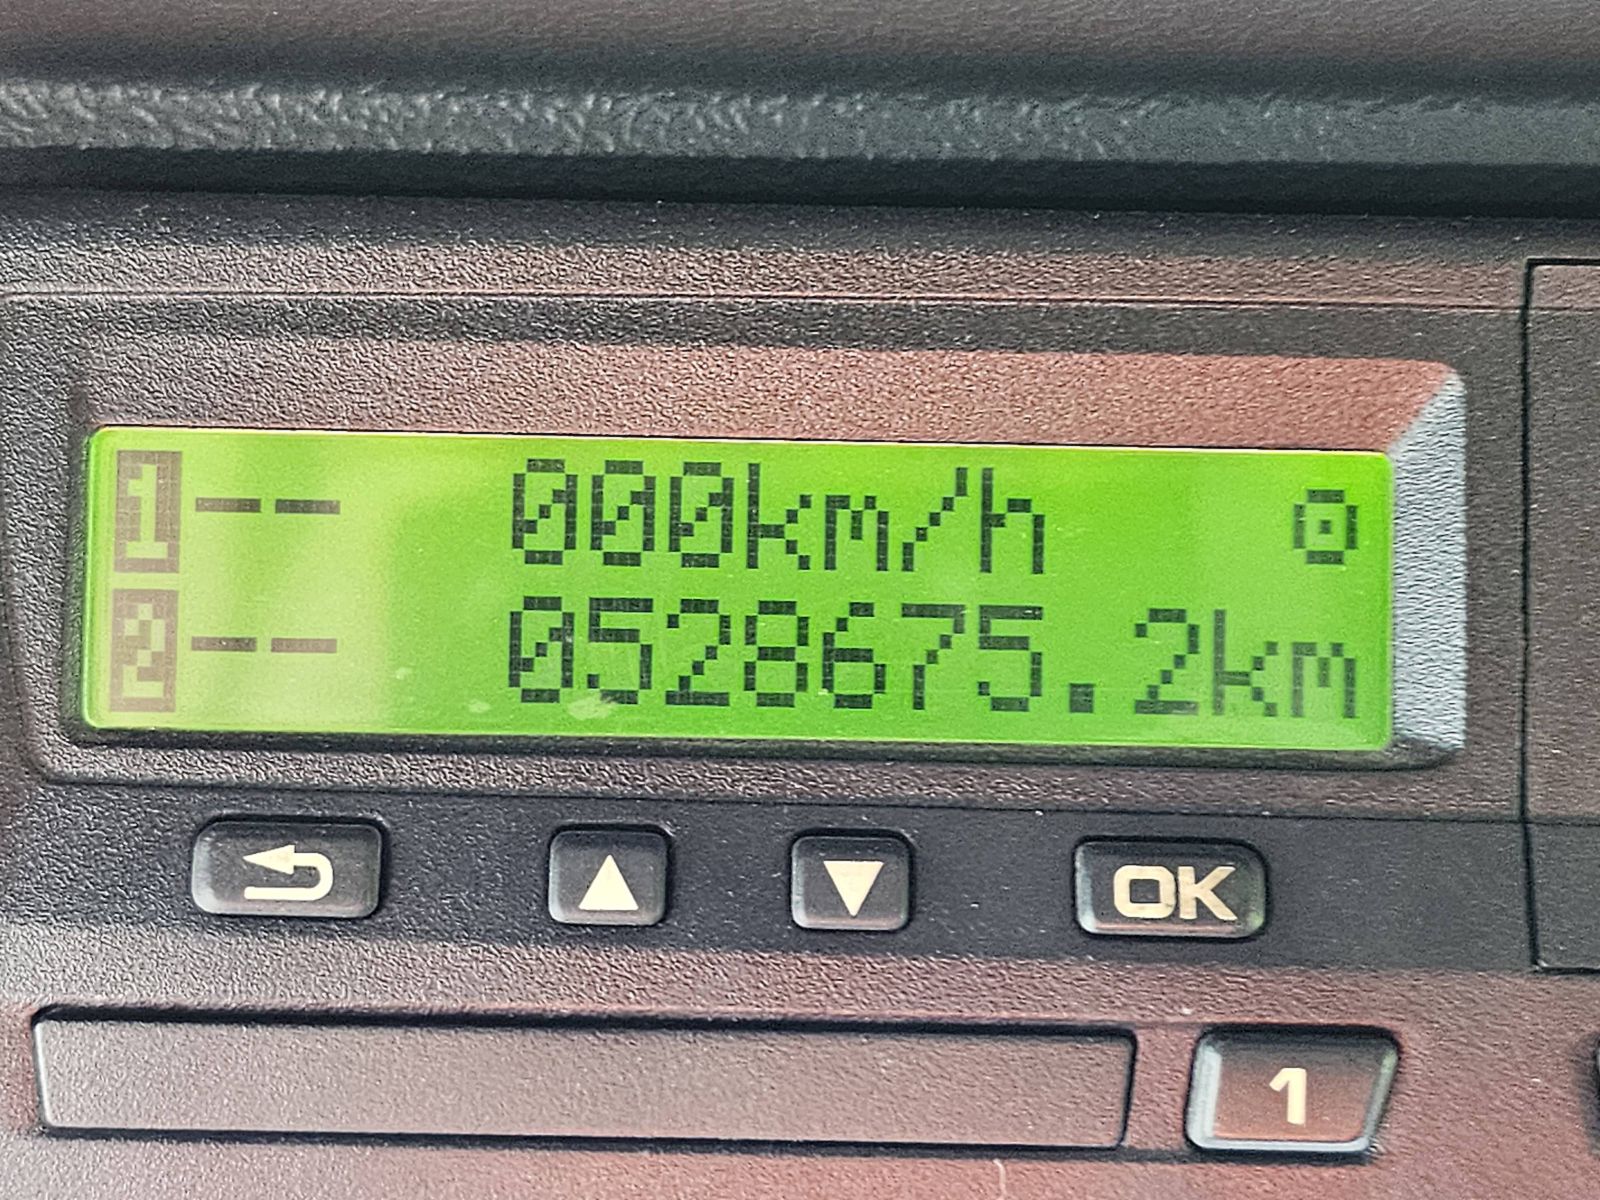 1-- 000km/h ⊙
2-- 0528675.2km
OK
1